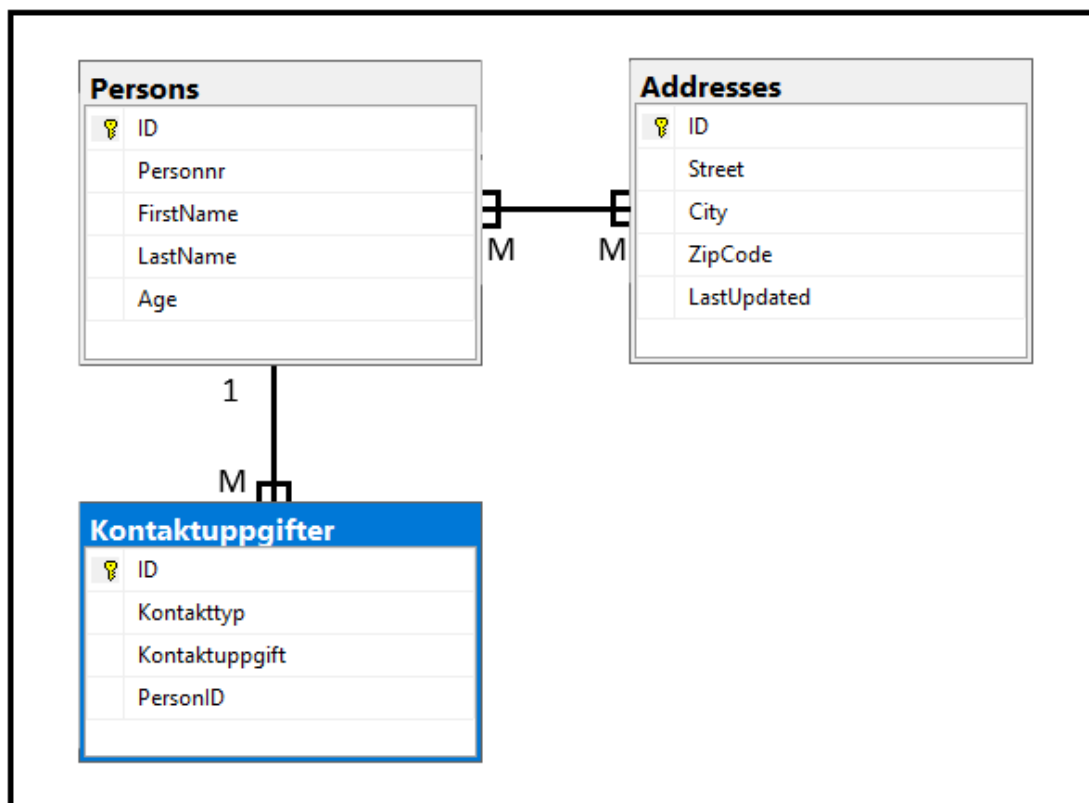 Persons
ID
Personnr
FirstName
LastName
Age
Addresses
ID
Street
City
ZipCode
LastUpdated
M
M
1
M
Kontaktuppgifter
ID
Kontakttyp
Kontaktuppgift
PersonID